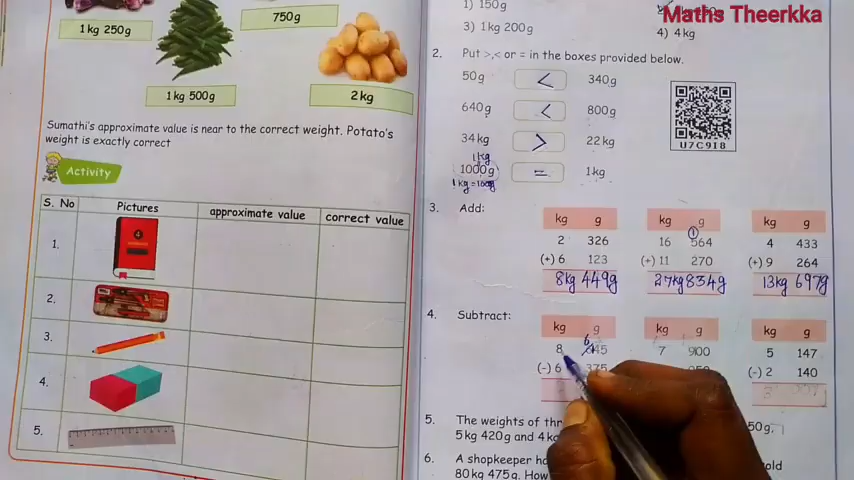 Maths Theerkka
1 kg 250g
750g
1 kg 500g
2 kg
Sumathi's approximate value is near to the correct weight. Potato's
weight is exactly correct
Activity
S. No Pictures approximate value correct value
1.
2.
3.
4.
5.
1) 150g
3) 1 kg 200g
4) 4 kg
2. Put >,< or = in the boxes provided below.
50g < 340g
640g < 800g
34 kg > 22 kg
1 kg
1000g = 1 kg
U7C9I8
3. Add:
kg g kg g kg g
2 326 16 564 4 433
(+) 6 123 (+) 11 270 (+) 9 264
8kg 449g 27kg 834g 13kg 697g
4. Subtract:
kg g kg g kg g
8 7 900 5 147
(-) 6 375 (-) 2 140
5. The weights of
5 kg 420g and 4
6. A shopkeeper
80 kg 475g. How